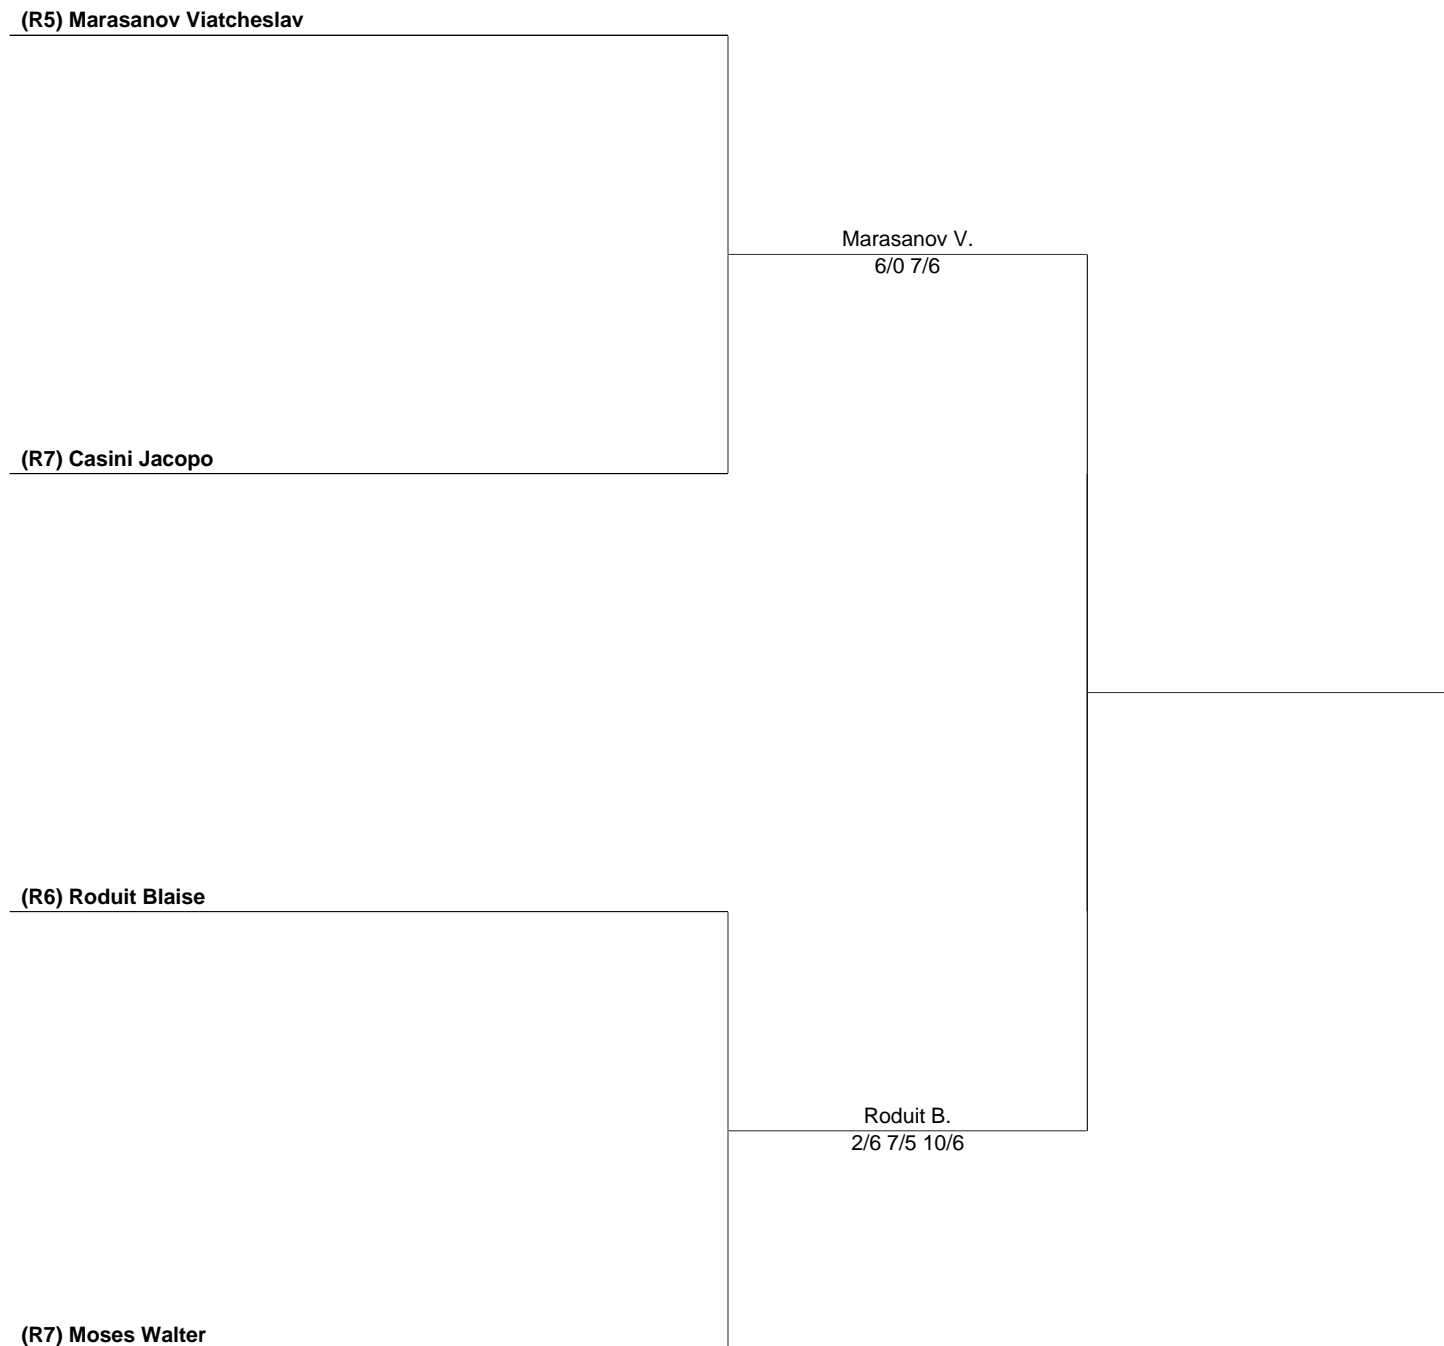 (R5) Marasanov Viatcheslav
Marasanov V.
6/0 7/6
(R7) Casini Jacopo
(R6) Roduit Blaise
Roduit B.
2/6 7/5 10/6
(R7) Moses Walter